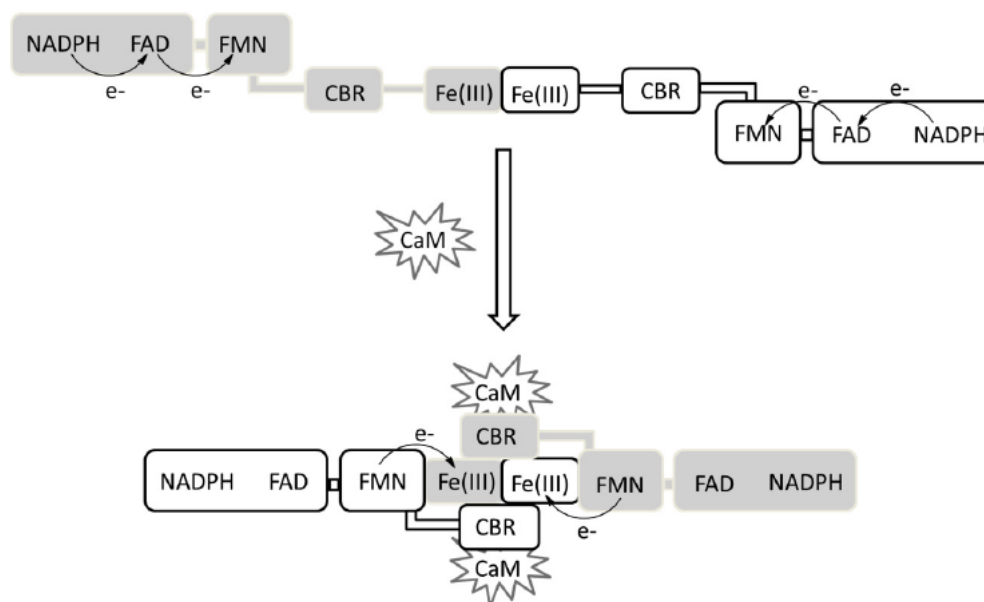 NADPH FAD FMN
e- e-
CBR Fe(III) Fe(III) CBR
e- e-
FMN FAD NADPH
CaM
CaM
CBR
e-
NADPH FAD FMN Fe(III) Fe(III) FMN FAD NADPH
CBR
e-
CaM